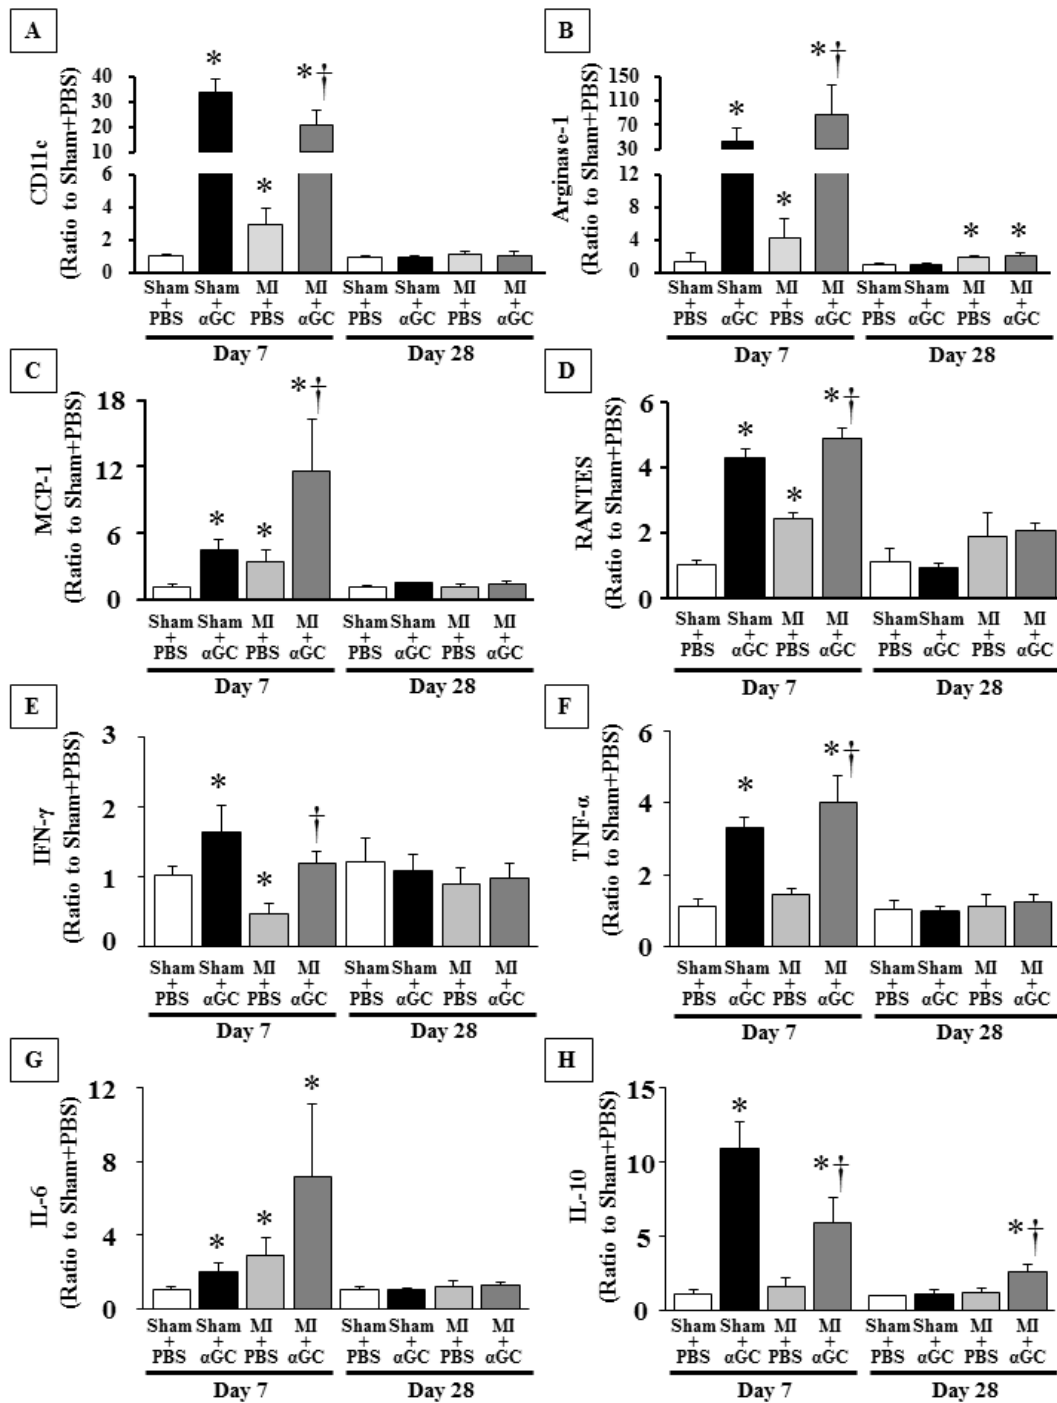 A
CD11c
(Ratio to Sham+PBS)
40
30
20
10
6
4
2
0
*
*
*†
Sham Sham MI MI
+ + + +
PBS αGC PBS αGC
Day 7
Day 28
B
Arginase-1
(Ratio to Sham+PBS)
150
110
70
30
12
8
4
0
*
*
*‡
*
*
Sham Sham MI MI Sham Sham MI MI
+ + + + + + + +
PBS αGC PBS αGC PBS αGC PBS αGC
Day 7 Day 28
C
MCP-1
(Ratio to Sham+PBS)
18
12
6
0
* * *‡
Sham Sham MI MI Sham Sham MI MI
+ + + + + + + +
PBS αGC PBS αGC PBS αGC PBS αGC
Day 7 Day 28
D
RANTES
(Ratio to Sham+PBS)
6
4
2
0
* * *‡
Sham Sham MI MI Sham Sham MI MI
+ + + + + + + +
PBS αGC PBS αGC PBS αGC PBS αGC
Day 7 Day 28
E
IFN-γ
(Ratio to Sham+PBS)
3
2
1
0
* * †
Sham Sham MI MI Sham Sham MI MI
+ + + + + + + +
PBS αGC PBS αGC PBS αGC PBS αGC
Day 7 Day 28
F
TNF-α
(Ratio to Sham+PBS)
6
4
2
0
* *‡
Sham Sham MI MI Sham Sham MI MI
+ + + + + + + +
PBS αGC PBS αGC PBS αGC PBS αGC
Day 7 Day 28
G
IL-6
(Ratio to Sham+PBS)
12
8
4
0
* * *
Sham Sham MI MI Sham Sham MI MI
+ + + + + + + +
PBS αGC PBS αGC PBS αGC PBS αGC
Day 7 Day 28
H
IL-10
(Ratio to Sham+PBS)
15
10
5
0
* *‡ *‡
Sham Sham MI MI Sham Sham MI MI
+ + + + + + + +
PBS αGC PBS αGC PBS αGC PBS αGC
Day 7 Day 28